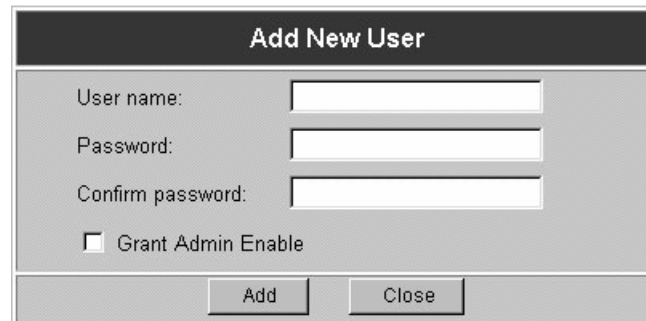 Add New User
User name:
Password:
Confirm password:
Grant Admin Enable
Add Close